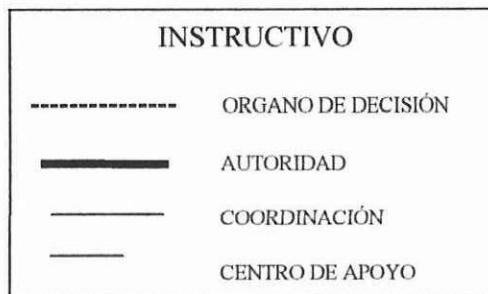 INSTRUCTIVO
ORGANO DE DECISIÓN
AUTORIDAD
COORDINACIÓN
CENTRO DE APOYO